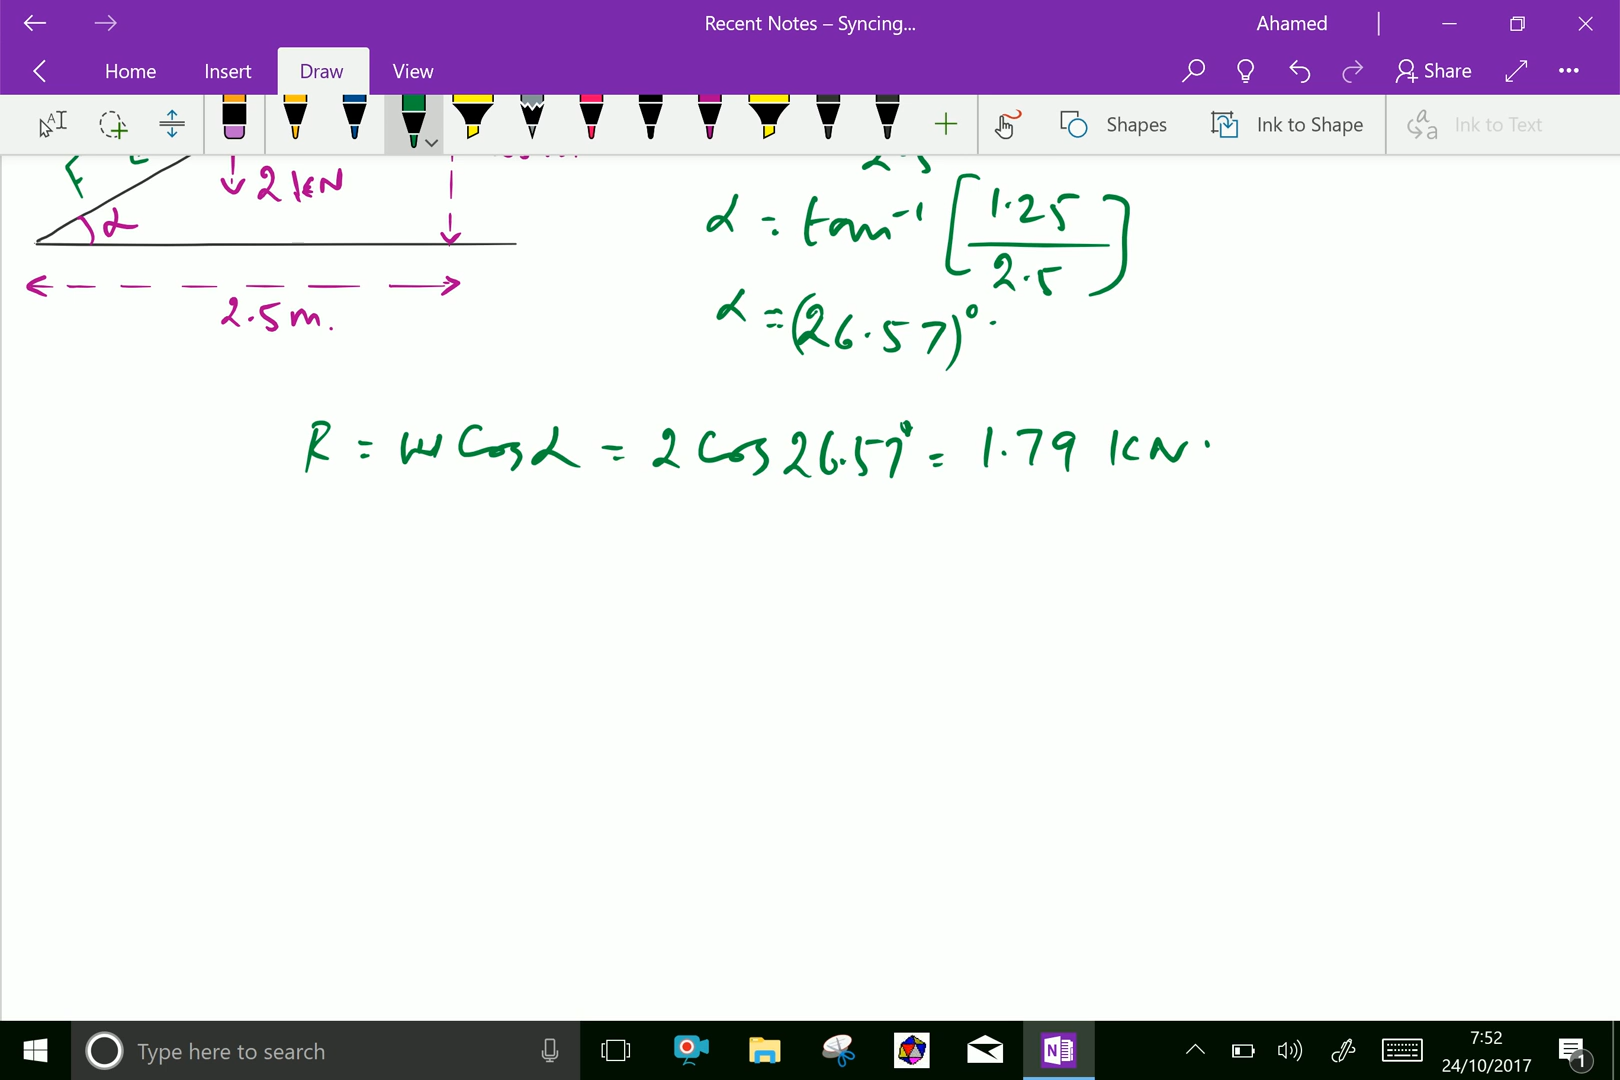 Recent Notes – Syncing...
Ahamed
Home Insert Draw View
Share
Shapes
Ink to Shape
Ink to Text
F
2 kN
α
2.5 m.
α = tan⁻¹ [1.25 / 2.5]
α = (26.57)°.
R = W Cos α = 2 Cos 26.57° = 1.79 KN.
Type here to search
7:52
24/10/2017
1